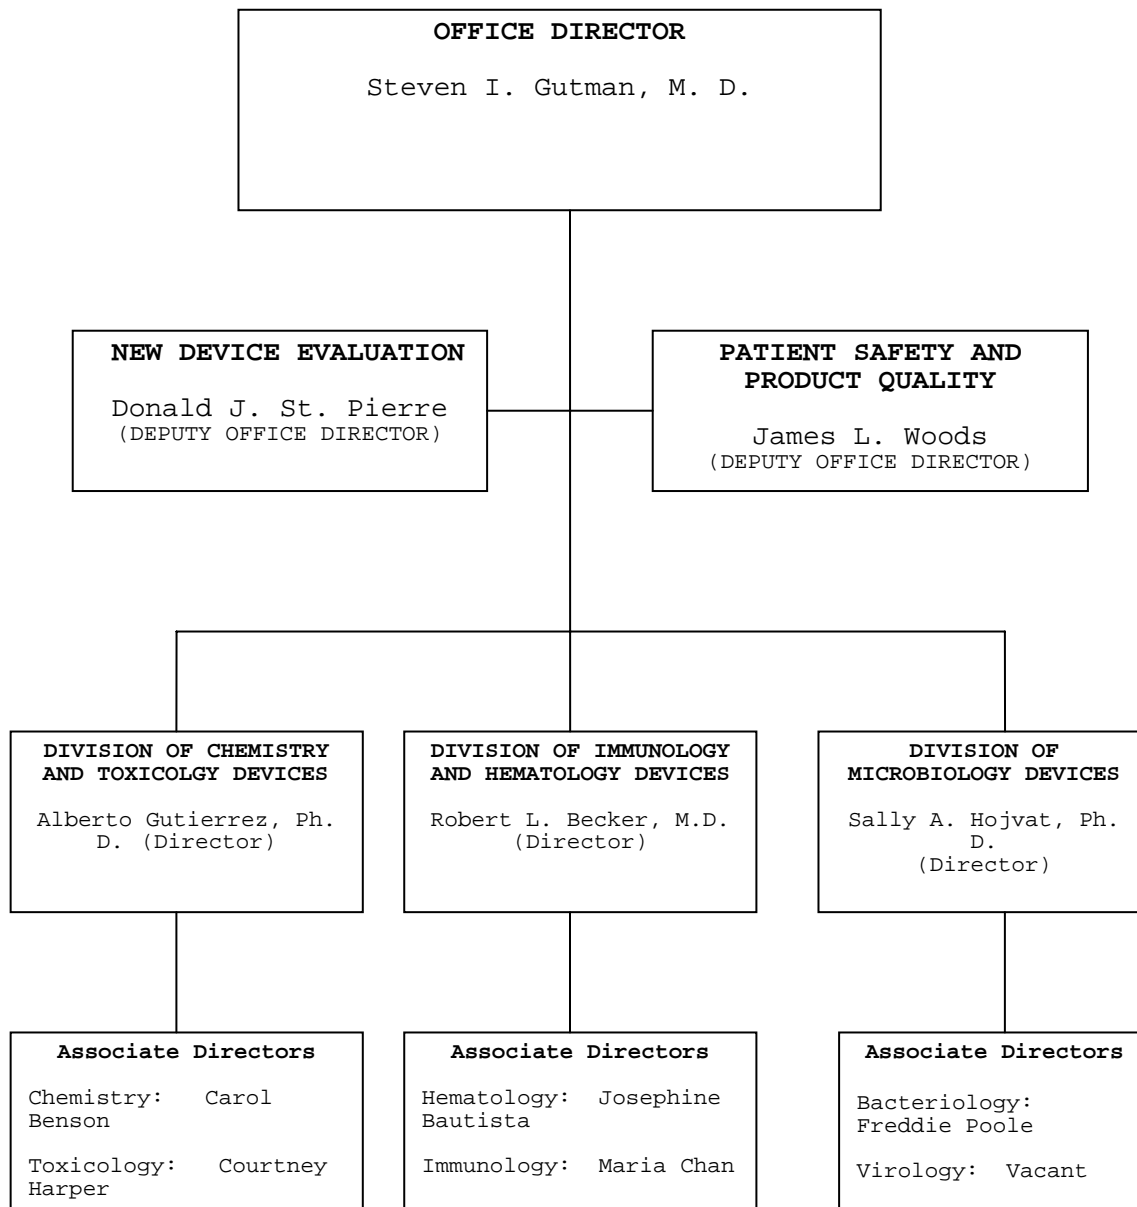 OFFICE DIRECTOR
Steven I. Gutman, M. D.
NEW DEVICE EVALUATION
Donald J. St. Pierre
(DEPUTY OFFICE DIRECTOR)
PATIENT SAFETY AND
PRODUCT QUALITY
James L. Woods
(DEPUTY OFFICE DIRECTOR)
DIVISION OF CHEMISTRY
AND TOXICOLGY DEVICES
Alberto Gutierrez, Ph.
D. (Director)
DIVISION OF IMMUNOLOGY
AND HEMATOLOGY DEVICES
Robert L. Becker, M.D.
(Director)
DIVISION OF
MICROBIOLOGY DEVICES
Sally A. Hojvat, Ph.
D.
(Director)
Associate Directors
Chemistry: Carol
Benson
Toxicology: Courtney
Harper
Associate Directors
Hematology: Josephine
Bautista
Immunology: Maria Chan
Associate Directors
Bacteriology:
Freddie Poole
Virology: Vacant